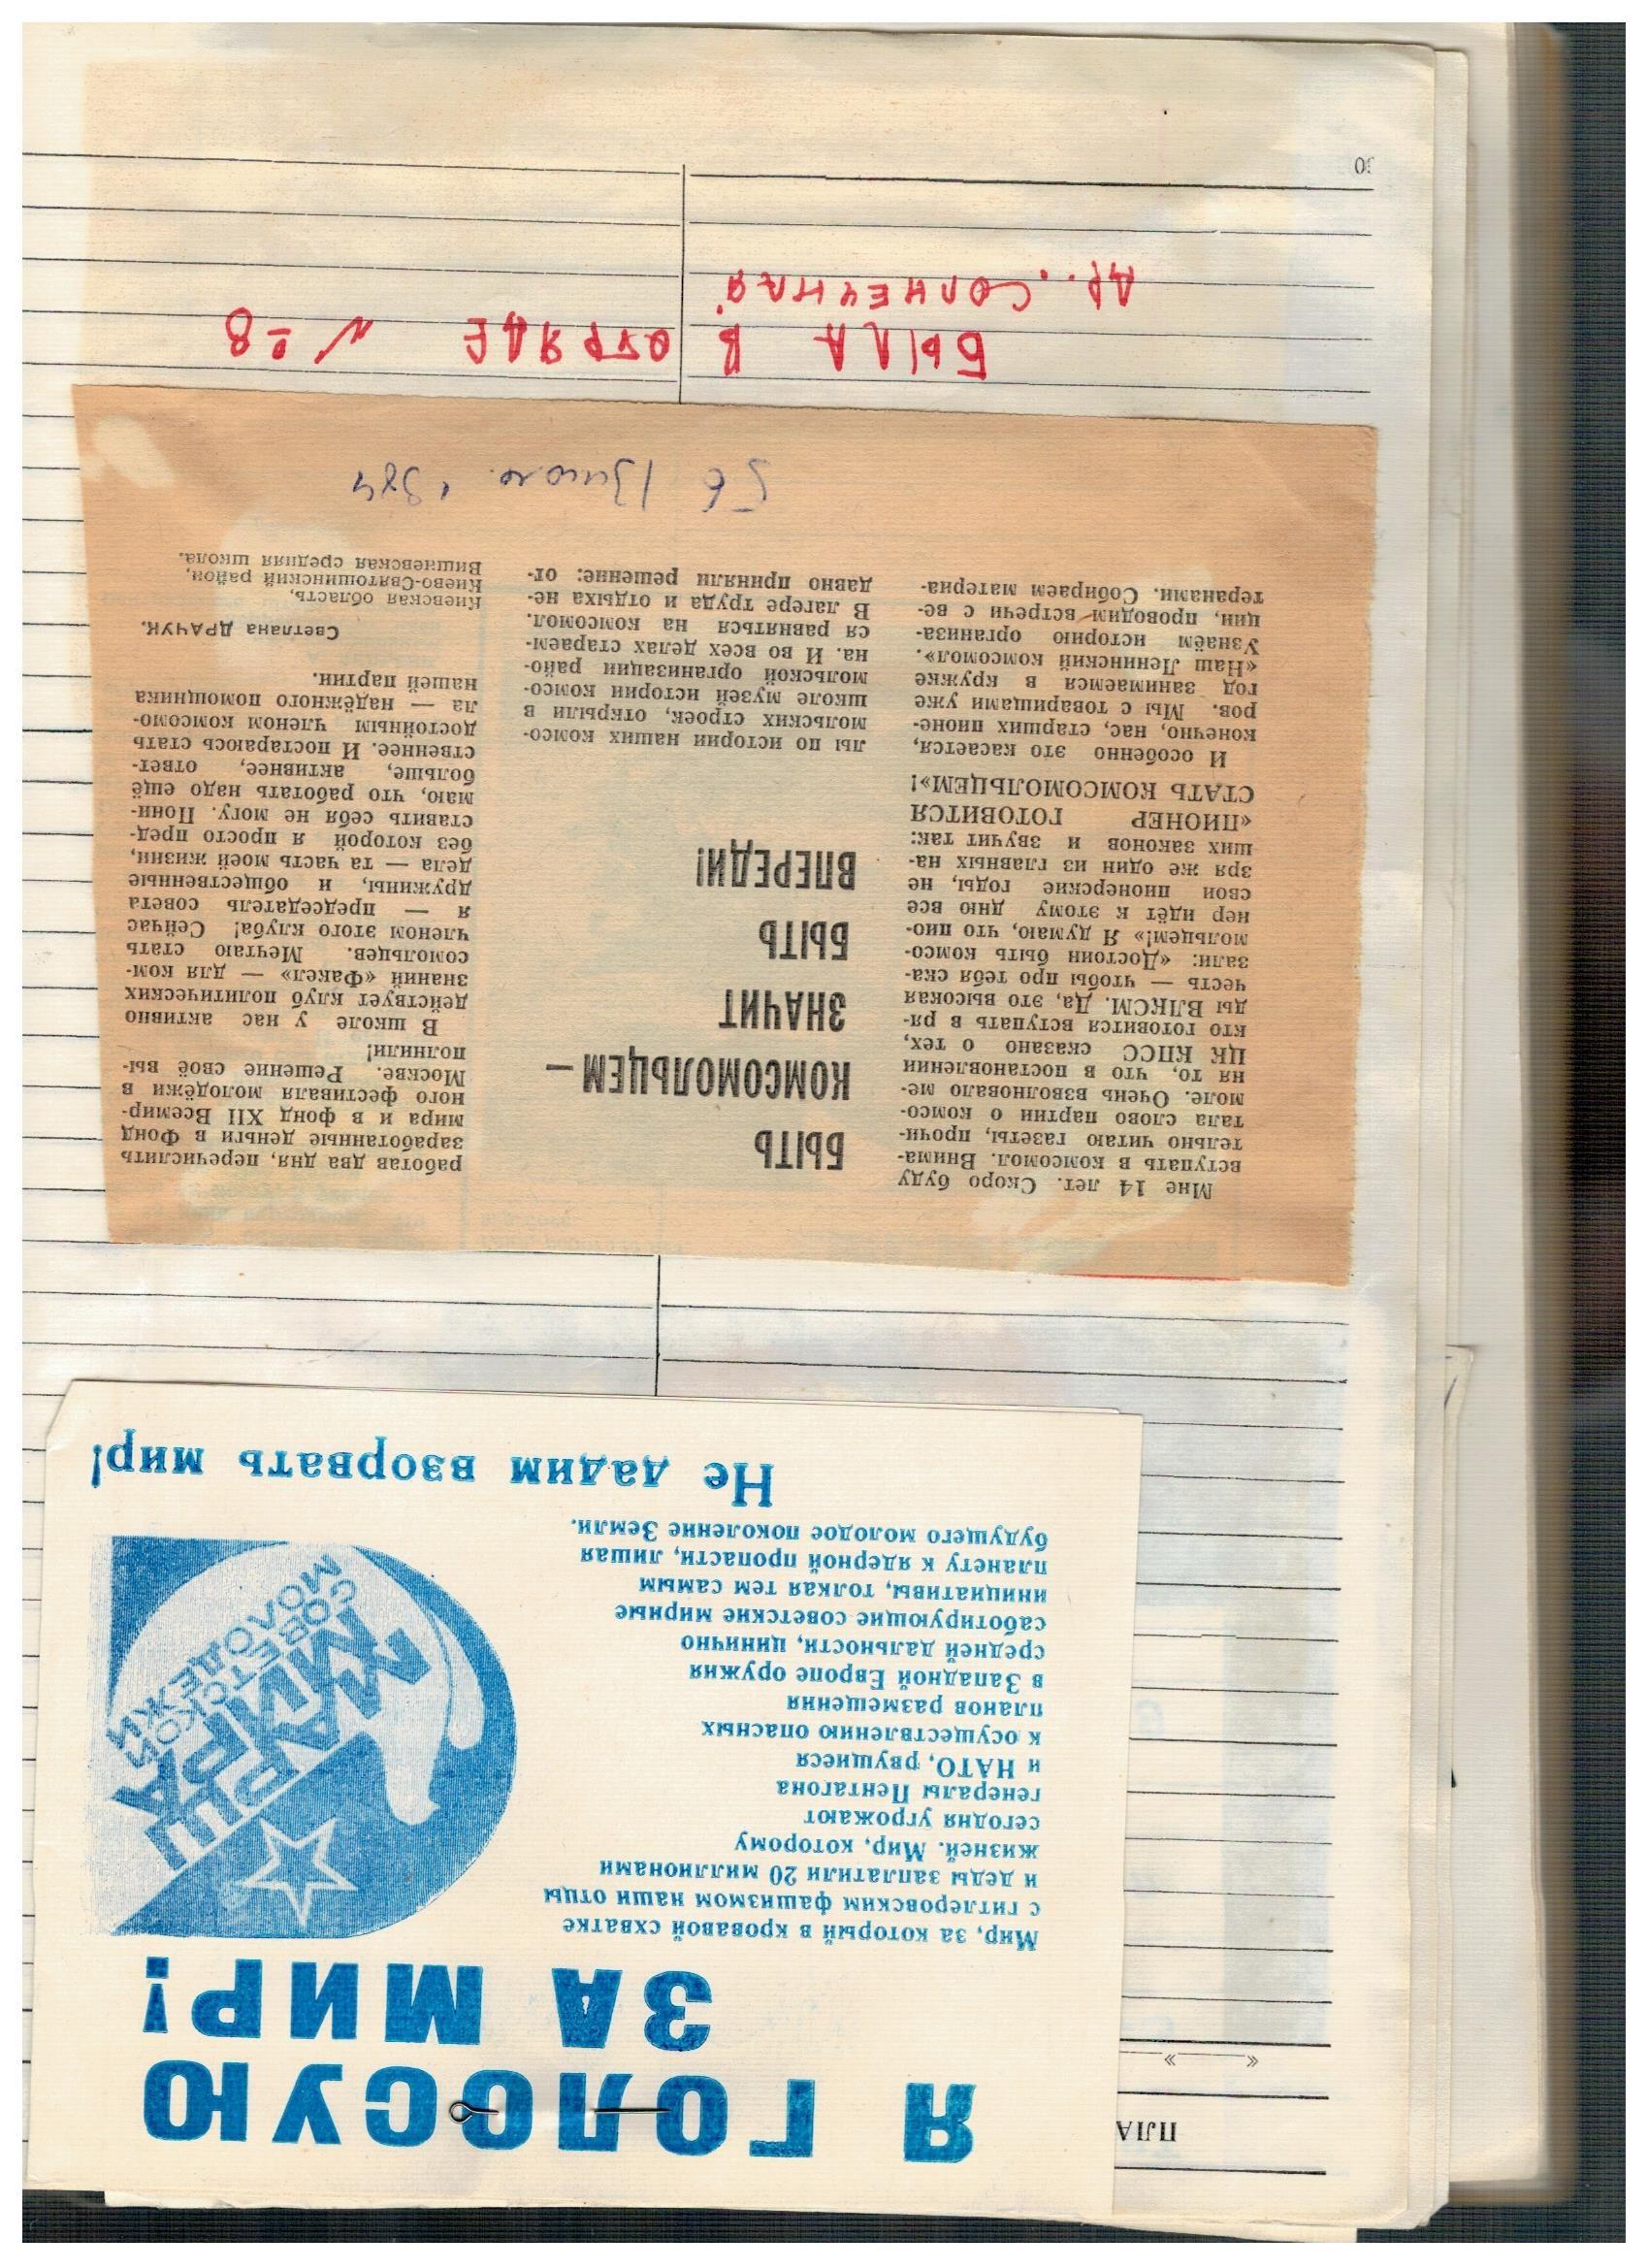 ПЛА
«      »
Я ГОЛОСУЮ
ЗА МИР!
Мир, за который в кровавой схватке
с гитлеровским фашизмом наши отцы
и деды заплатили 20 миллионами
жизней. Мир, которому
сегодня угрожают
генералы Пентагона
и НАТО, рвущиеся
к осуществлению опасных
планов размещения
в Западной Европе оружия
средней дальности, цинично
саботирующие советские мирные
инициативы, толкая тем самым
планету к ядерной пропасти, лишая
будущего молодое поколение Земли.
МАРШ
МИРА
СОВЕТСКОЙ
МОЛОДЕЖИ
Не дадим взорвать мир!
Мне 14 лет. Скоро буду
вступать в комсомол. Внима-
тельно читаю газеты, прочи-
тала слово партии о комсо-
моле. Очень взволновало ме-
ня то, что в постановлении
ЦК КПСС сказано о тех,
кто готовится вступать в ря-
ды ВЛКСМ. Да, это высокая
честь — чтобы про тебя ска-
зали: «Достоин быть комсо-
мольцем!» Я думаю, что пио-
нер идёт к этому дню все
свои пионерские годы, не
зря же один из главных на-
ших законов и звучит так:
«ПИОНЕР ГОТОВИТСЯ
СТАТЬ КОМСОМОЛЬЦЕМ»!
И особенно это касается,
конечно, нас, старших пионе-
ров. Мы с товарищами уже
год занимаемся в кружке
«Наш Ленинский комсомол».
Узнаём историю организа-
ции, проводим встречи с ве-
теранами. Собираем материа-
БЫТЬ
КОМСОМОЛЬЦЕМ —
ЗНАЧИТ
БЫТЬ
ВПЕРЕДИ!
лы по истории наших комсо-
мольских строек, открыли в
школе музей истории комсо-
мольской организации райо-
на. И во всех делах стараем-
ся равняться на комсомол.
В лагере труда и отдыха не-
давно приняли решение: от-
работав два дня, перечислить
заработанные деньги в Фонд
мира и в фонд XII Всемир-
ного фестиваля молодёжи в
Москве. Решение своё вы-
полнили!
В школе у нас активно
действует клуб политических
знаний «Факел» — для ком-
сомольцев. Мечтаю стать
членом этого клуба! Сейчас
я — председатель совета
дружины, и общественные
дела — та часть моей жизни,
без которой я просто пред-
ставить себя не могу. Пони-
маю, что работать надо ещё
больше, активнее, ответ-
ственнее. И постараюсь стать
достойным членом комсомо-
ла — надёжного помощника
нашей партии.
Светлана ДРАЧУК.
Киевская область,
Киево-Святошинский район,
Вишневская средняя школа.
13 июля 1984
БЫЛА В ОТРЯДЕ №8
ДР. СОЛНЕЧНАЯ